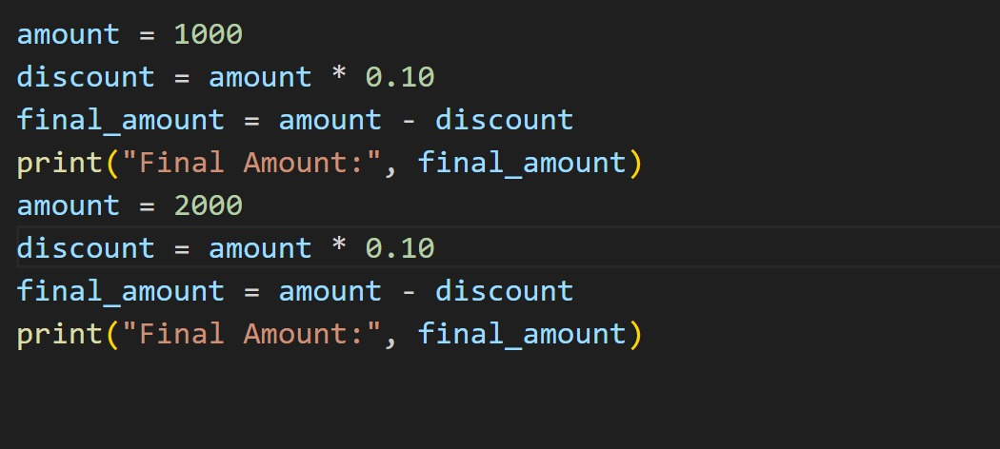 amount = 1000
discount = amount * 0.10
final_amount = amount - discount
print("Final Amount:", final_amount)
amount = 2000
discount = amount * 0.10
final_amount = amount - discount
print("Final Amount:", final_amount)